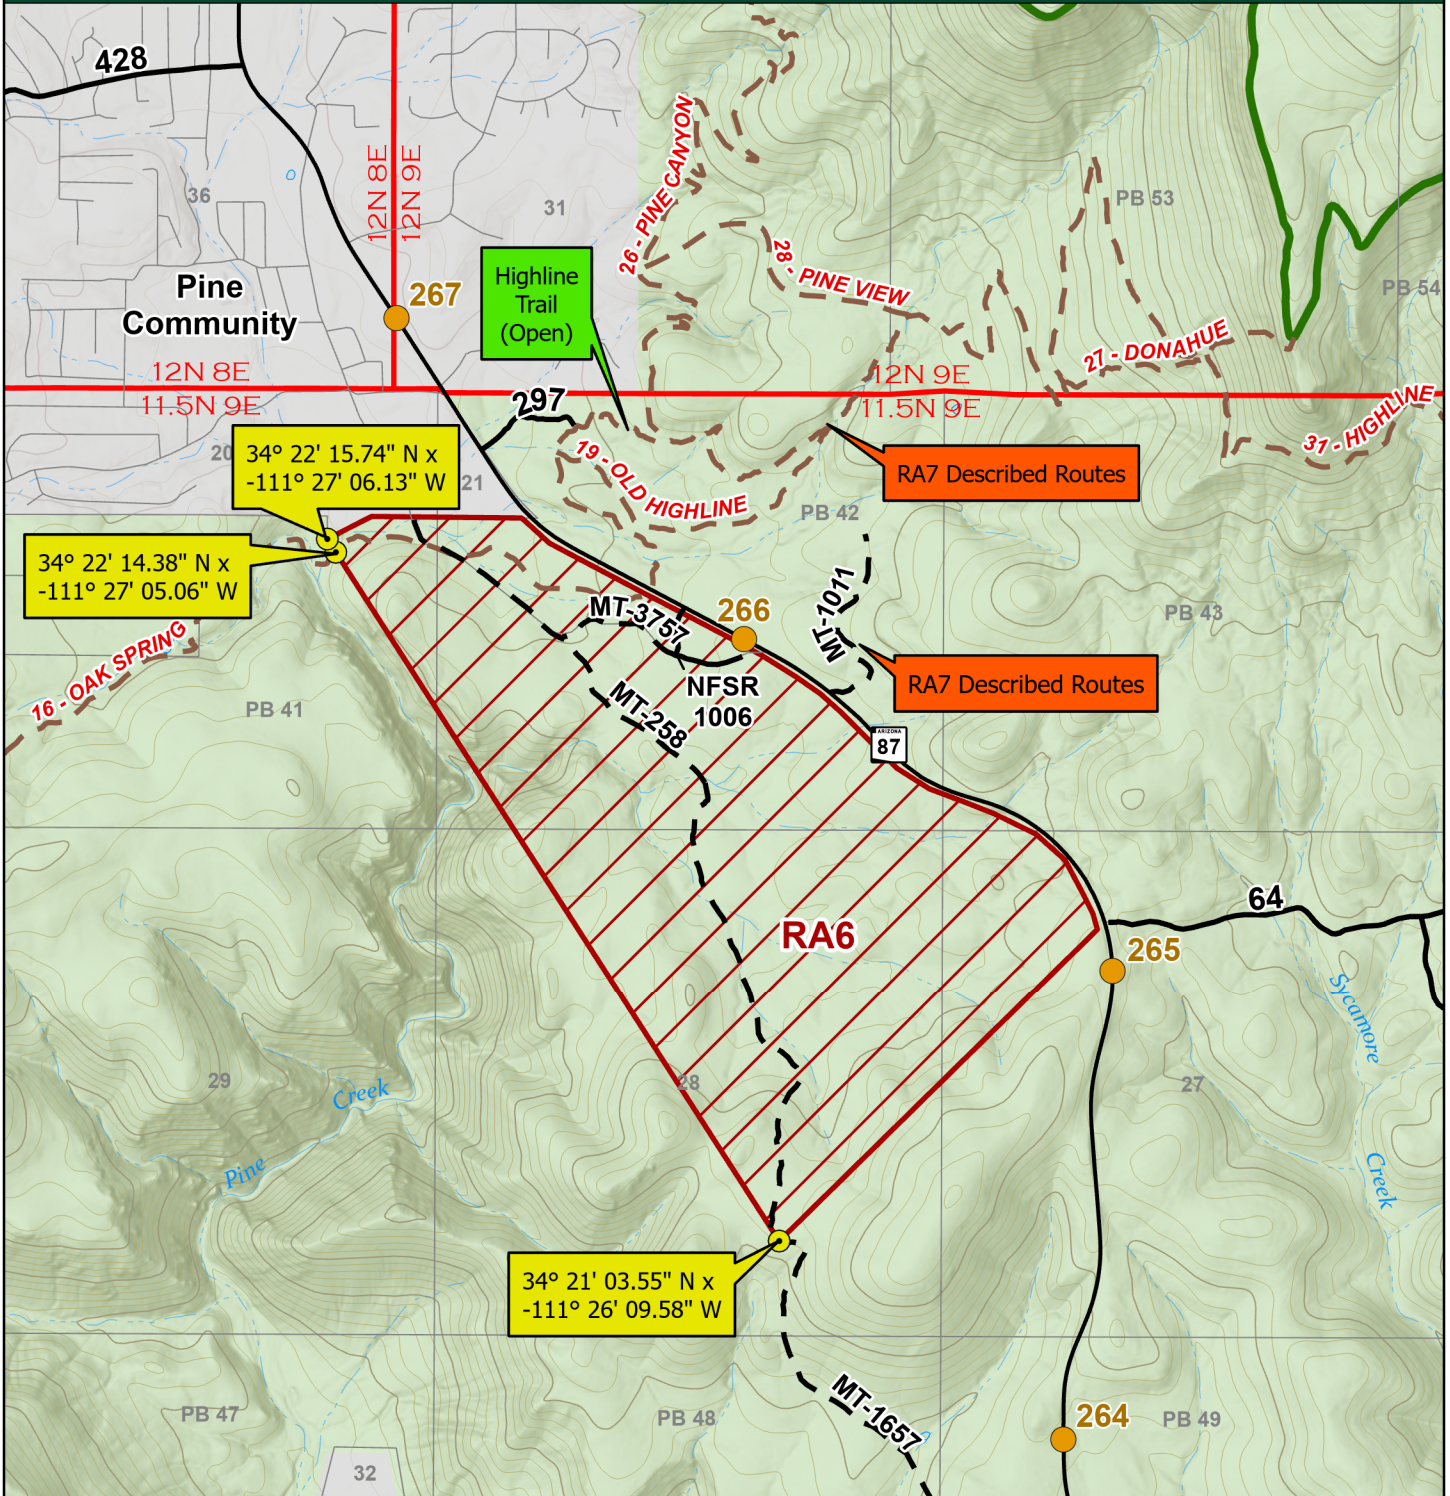 428
12N 8E
12N 9E
26 - PINE CANYON
PB 53
36
31
Highline
Trail
(Open)
28 - PINE VIEW
PB 54
Pine
Community
267
27 - DONAHUE
12N 8E
11.5N 9E
12N 9E
11.5N 9E
297
31 - HIGHLINE
20
34° 22' 15.74" N x
-111° 27' 06.13" W
21
19 - OLD HIGHLINE
RA7 Described Routes
PB 42
34° 22' 14.38" N x
-111° 27' 05.06" W
MT-1011
MT-3757
266
PB 43
16 - OAK SPRING
RA7 Described Routes
NFSR
1006
PB 41
MT-258
ARIZONA
87
64
RA6
265
Sycamore
Creek
29
28
27
Creek
Pine
34° 21' 03.55" N x
-111° 26' 09.58" W
MT-1657
PB 47
PB 48
264
PB 49
32